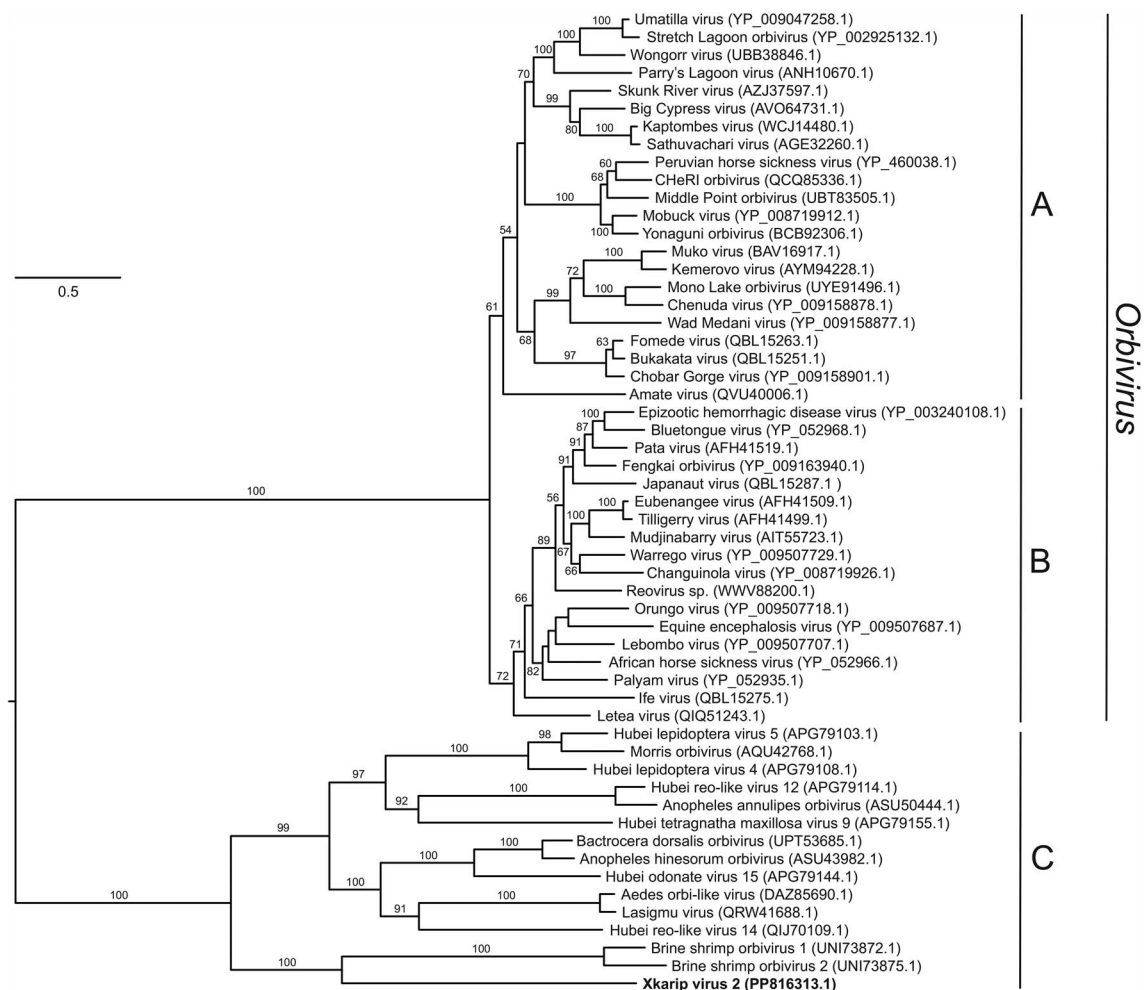 100
Umatilla virus (YP_009047258.1)
100
Stretch Lagoon orbivirus (YP_002925132.1)
100
Wongorr virus (UBB38846.1)
70
Parry's Lagoon virus (ANH10670.1)
Skunk River virus (AZJ37597.1)
99
Big Cypress virus (AVO64731.1)
80
100
Kaptombes virus (WCJ14480.1)
Sathuvachari virus (AGE32260.1)
60
Peruvian horse sickness virus (YP_460038.1)
68
CHeRI orbivirus (QCQ85336.1)
100
Middle Point orbivirus (UBT83505.1)
Mobuck virus (YP_008719912.1)
100
Yonaguni orbivirus (BCB92306.1)
A
54
100
Muko virus (BAV16917.1)
72
Kemerovo virus (AYM94228.1)
99
100
Mono Lake orbivirus (UYE91496.1)
Chenuda virus (YP_009158878.1)
0.5
61
Wad Medani virus (YP_009158877.1)
68
63
Fomede virus (QBL15263.1)
97
Bukakata virus (QBL15251.1)
Chobar Gorge virus (YP_009158901.1)
Amate virus (QVU40006.1)
Orbivirus
100
Epizootic hemorrhagic disease virus (YP_003240108.1)
87
Bluetongue virus (YP_052968.1)
91
Pata virus (AFH41519.1)
91
Fengkai orbivirus (YP_009163940.1)
Japanaut virus (QBL15287.1 )
100
56
100
Eubenangee virus (AFH41509.1)
100
Tilligerry virus (AFH41499.1)
Mudjinabarry virus (AIT55723.1)
89
67
Warrego virus (YP_009507729.1)
66
Changuinola virus (YP_008719926.1)
B
Reovirus sp. (WWV88200.1)
66
Orungo virus (YP_009507718.1)
Equine encephalosis virus (YP_009507687.1)
71
Lebombo virus (YP_009507707.1)
82
African horse sickness virus (YP_052966.1)
72
Palyam virus (YP_052935.1)
Ife virus (QBL15275.1)
Letea virus (QIQ51243.1)
98
Hubei lepidoptera virus 5 (APG79103.1)
100
Morris orbivirus (AQU42768.1)
Hubei lepidoptera virus 4 (APG79108.1)
97
100
Hubei reo-like virus 12 (APG79114.1)
92
Anopheles annulipes orbivirus (ASU50444.1)
Hubei tetragnatha maxillosa virus 9 (APG79155.1)
99
100
Bactrocera dorsalis orbivirus (UPT53685.1)
100
Anopheles hinesorum orbivirus (ASU43982.1)
C
Hubei odonate virus 15 (APG79144.1)
100
100
Aedes orbi-like virus (DAZ85690.1)
100
91
Lasigmu virus (QRW41688.1)
Hubei reo-like virus 14 (QIJ70109.1)
100
Brine shrimp orbivirus 1 (UNI73872.1)
100
Brine shrimp orbivirus 2 (UNI73875.1)
Xkarip virus 2 (PP816313.1)